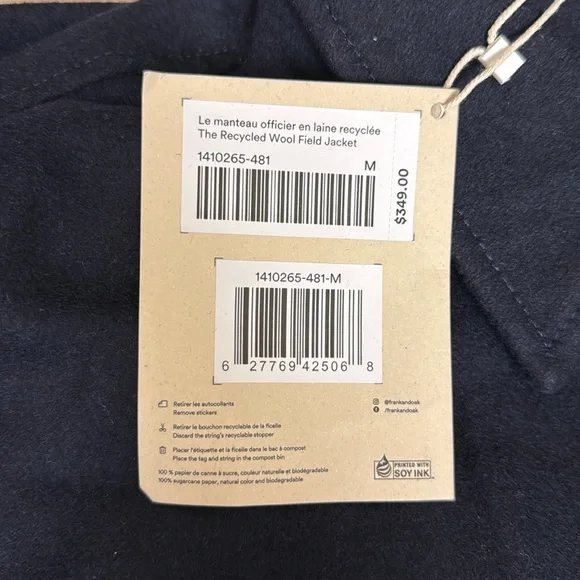 Le manteau officier en laine recyclée
The Recycled Wool Field Jacket
1410265-481 M
$349.00
1410265-481-M
6 27769 42506 8
Retirer les autocollants
Remove stickers
@frankandoak
/frankandoak
Retirer le bouchon recyclable de la ficelle
Discard the string's recyclable stopper
Placer l'étiquette et la ficelle dans le bac à compost
Place the tag and string in the compost bin
100 % papier de canne à sucre, couleur naturelle et biodégradable
100% sugarcane paper, natural color and biodegradable
PRINTED WITH
SOY INK